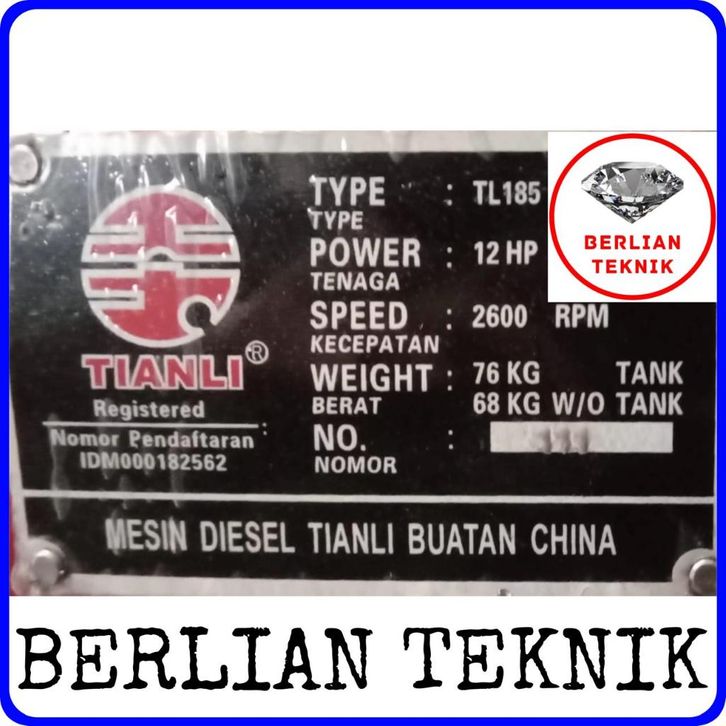 BERLIAN
TEKNIK
TYPE : TL185
TYPE
POWER : 12 HP
TENAGA
SPEED : 2600 RPM
KECEPATAN
WEIGHT : 76 KG TANK
BERAT 68 KG W/O TANK
NO. :
NOMOR
TIANLI ®
Registered
Nomor Pendaftaran :
IDM000182562
MESIN DIESEL TIANLI BUATAN CHINA
BERLIAN TEKNIK